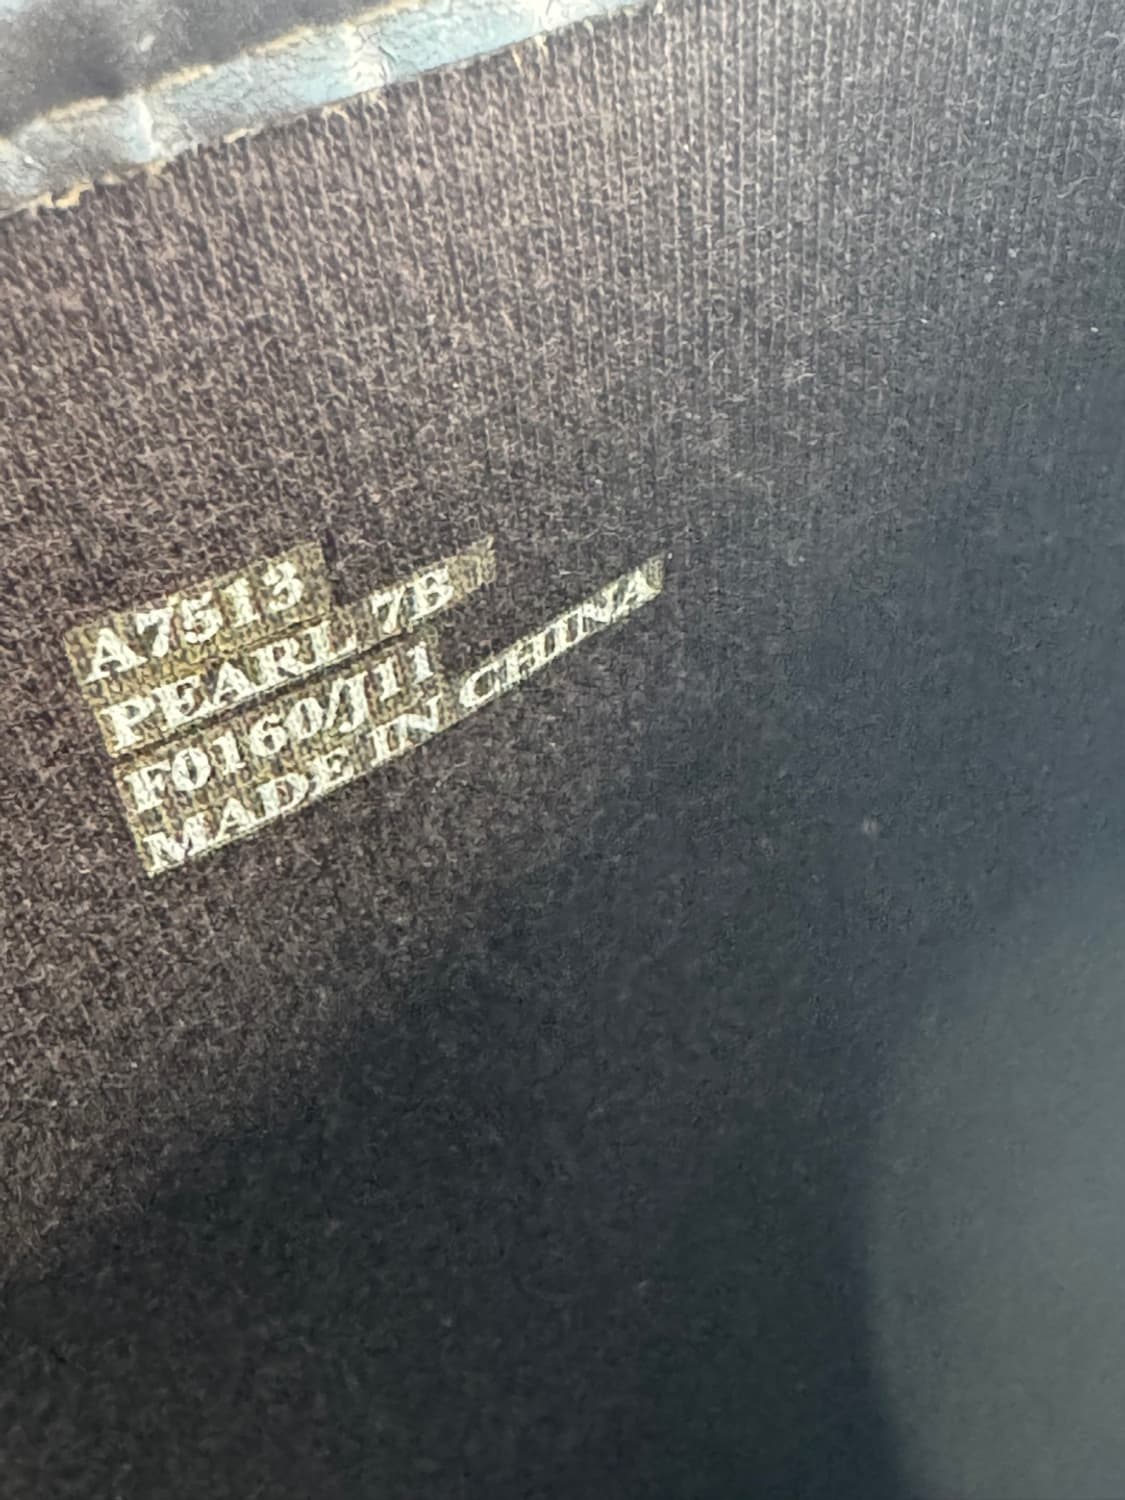 A7513
PEARL 7B
F0160/J11
MADE IN CHINA